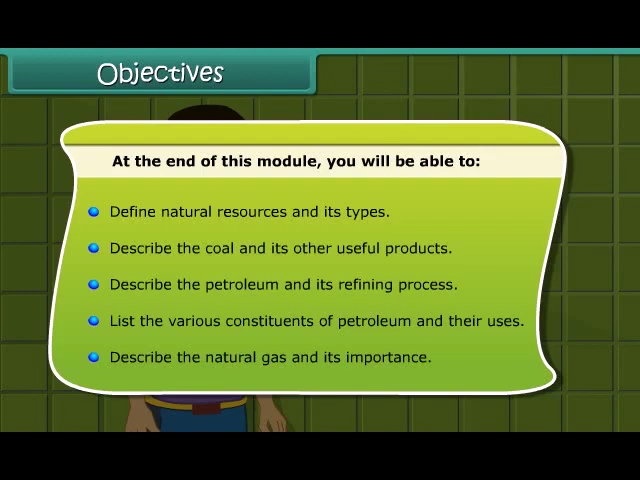 Objectives
At the end of this module, you will be able to:
Define natural resources and its types.
Describe the coal and its other useful products.
Describe the petroleum and its refining process.
List the various constituents of petroleum and their uses.
Describe the natural gas and its importance.